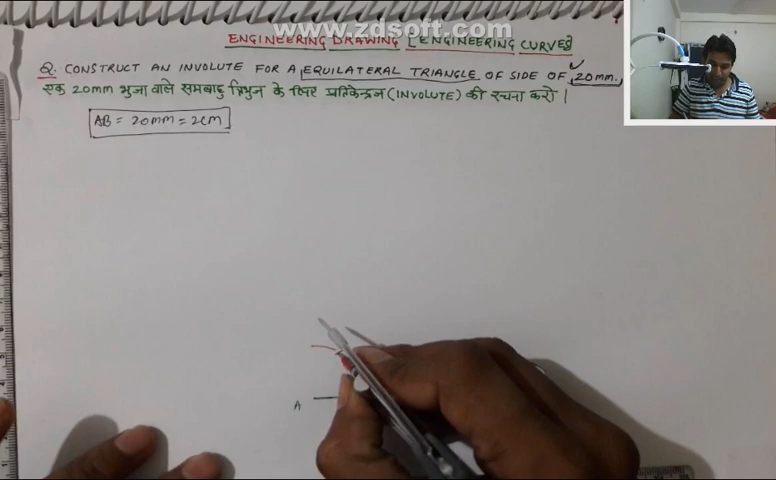 www.zdsoft.com
ENGINEERING DRAWING [ENGINEERING CURVES]
Q. CONSTRUCT AN INVOLUTE FOR A EQUILATERAL TRIANGLE OF SIDE OF 20mm.
एक 20mm भुजा वाले समबाहु त्रिभुज के लिए प्रतिकेन्द्रज (INVOLUTE) की रचना करो |
AB = 20mm = 2cm
A